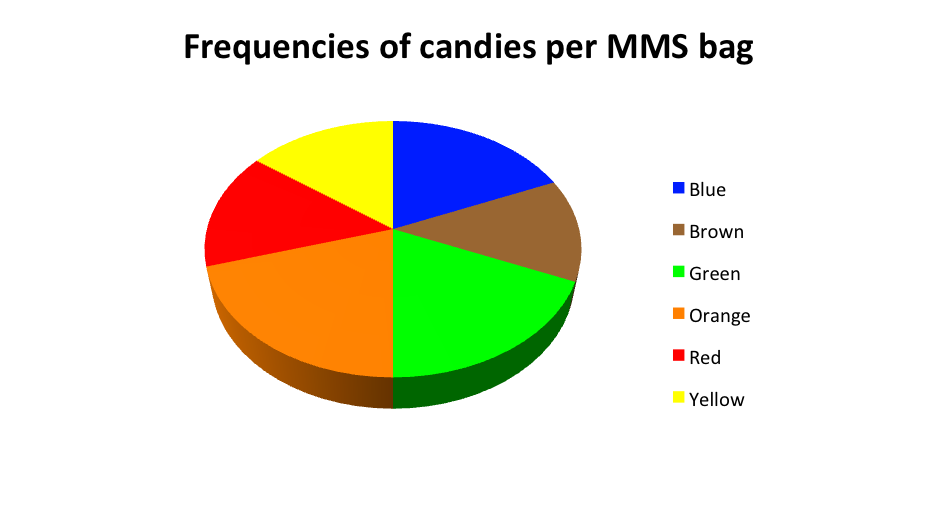 Frequencies of candies per MMS bag
Blue
Brown
Green
Orange
Red
Yellow